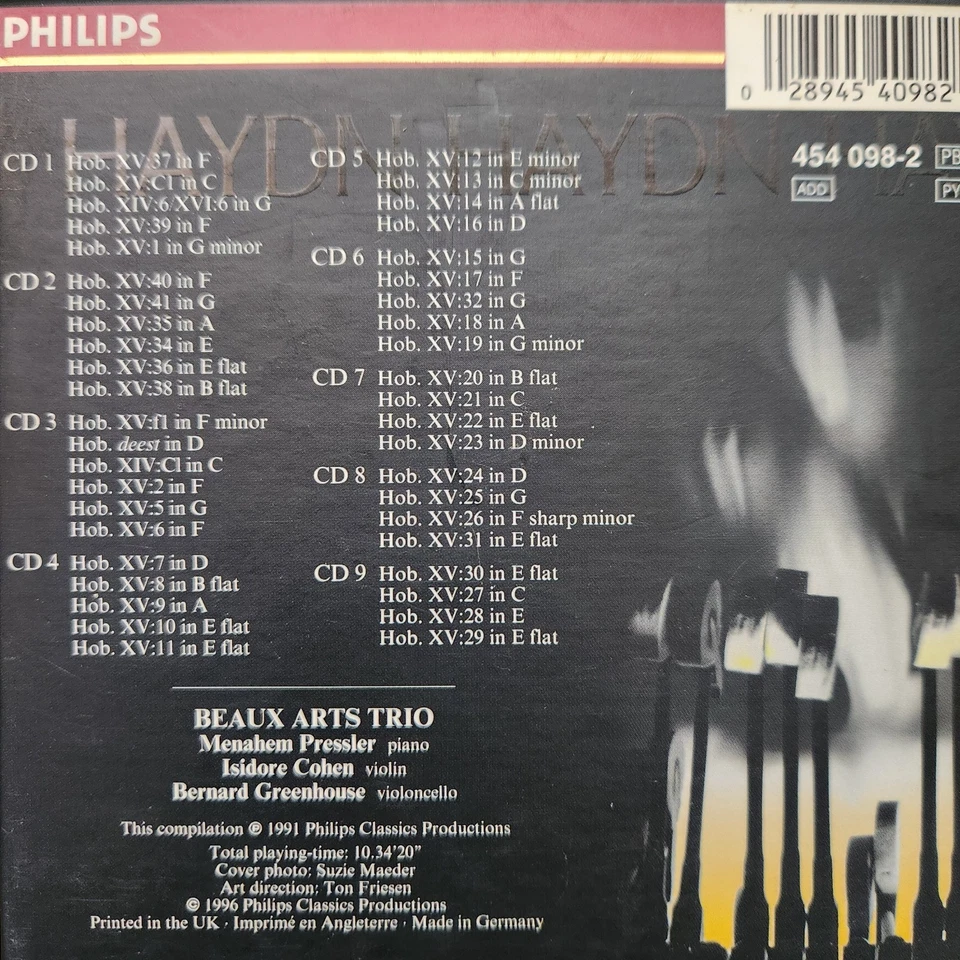 PHILIPS
0 28945 40982
HAYDN HAYDN HA
454 098-2 PB
ADD PY
CD 1 Hob. XV:37 in F
Hob. XV:C1 in C
Hob. XIV:6/XVI:6 in G
Hob. XV:39 in F
Hob. XV:1 in G minor
CD 2 Hob. XV:40 in F
Hob. XV:41 in G
Hob. XV:35 in A
Hob. XV:34 in E
Hob. XV:36 in E flat
Hob. XV:38 in B flat
CD 3 Hob. XV:f1 in F minor
Hob. deest in D
Hob. XIV:C1 in C
Hob. XV:2 in F
Hob. XV:5 in G
Hob. XV:6 in F
CD 4 Hob. XV:7 in D
Hob. XV:8 in B flat
Hob. XV:9 in A
Hob. XV:10 in E flat
Hob. XV:11 in E flat
CD 5 Hob. XV:12 in E minor
Hob. XV:13 in C minor
Hob. XV:14 in A flat
Hob. XV:16 in D
CD 6 Hob. XV:15 in G
Hob. XV:17 in F
Hob. XV:32 in G
Hob. XV:18 in A
Hob. XV:19 in G minor
CD 7 Hob. XV:20 in B flat
Hob. XV:21 in C
Hob. XV:22 in E flat
Hob. XV:23 in D minor
CD 8 Hob. XV:24 in D
Hob. XV:25 in G
Hob. XV:26 in F sharp minor
Hob. XV:31 in E flat
CD 9 Hob. XV:30 in E flat
Hob. XV:27 in C
Hob. XV:28 in E
Hob. XV:29 in E flat
BEAUX ARTS TRIO
Menahem Pressler piano
Isidore Cohen violin
Bernard Greenhouse violoncello
This compilation ℗ 1991 Philips Classics Productions
Total playing-time: 10.34'20"
Cover photo: Suzie Maeder
Art direction: Ton Friesen
© 1996 Philips Classics Productions
Printed in the UK · Imprimé en Angleterre · Made in Germany